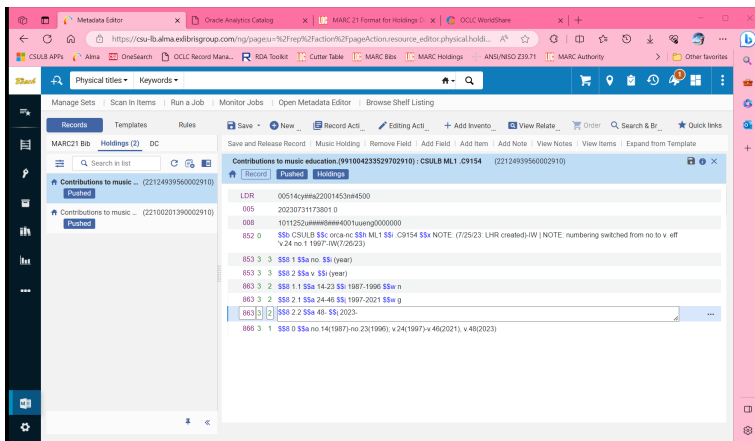 Metadata Editor
Oracle Analytics Catalog
MARC 21 Format for Holdings D
OCLC WorldShare
https://csu-lb.alma.exlibrisgroup.com/ng/page;u=%2Frep%2Faction%2FpageAction.resource_editor.physical.holdi...
CSULB APPs
Alma
OneSearch
OCLC Record Mana...
RDA Toolkit
Cutter Table
MARC Bibs
MARC Holdings
ANSI/NISO Z39.71
MARC Authority
Other favorites
Beach
Physical titles
Keywords
Manage Sets
Scan In Items
Run a Job
Monitor Jobs
Open Metadata Editor
Browse Shelf Listing
Records
Templates
Rules
Save
New
Record Acti...
Editing Acti...
+ Add Invento...
View Relate...
Order
Search & Br...
Quick links
MARC21 Bib
Holdings (2)
DC
Save and Release Record
Music Holding
Remove Field
Add Field
Add Item
Add Note
View Notes
View Items
Expand from Template
Search in list
Contributions to music education.(991004233529702910) : CSULB ML1 .C9154 (22124939560002910)
Record
Pushed
Holdings
Contributions to music ... (22124939560002910)
Pushed
Contributions to music ... (22100201390002910)
Pushed
LDR 00514cy##a22001453n#4500
005 20230731173801.0
008 1011252u####8###4001uueng0000000
852 0 $$b CSULB $$c orca-nc $$h ML1 $$i .C9154 $$x NOTE: (7/25/23: LHR created)-IW | NOTE: numbering switched from no.to v. eff
'v.24 no.1 1997'-IW(7/26/23)
853 3 3 $$8 1 $$a no. $$i (year)
853 3 3 $$8 2 $$a v. $$i (year)
863 3 2 $$8 1.1 $$a 14-23 $$i 1987-1996 $$w n
863 3 2 $$8 2.1 $$a 24-46 $$i 1997-2021 $$w g
863 3 2 $$8 2.2 $$a 48- $$i 2023-
866 3 1 $$8 0 $$a no.14(1987)-no.23(1996); v.24(1997)-v.46(2021), v.48(2023)